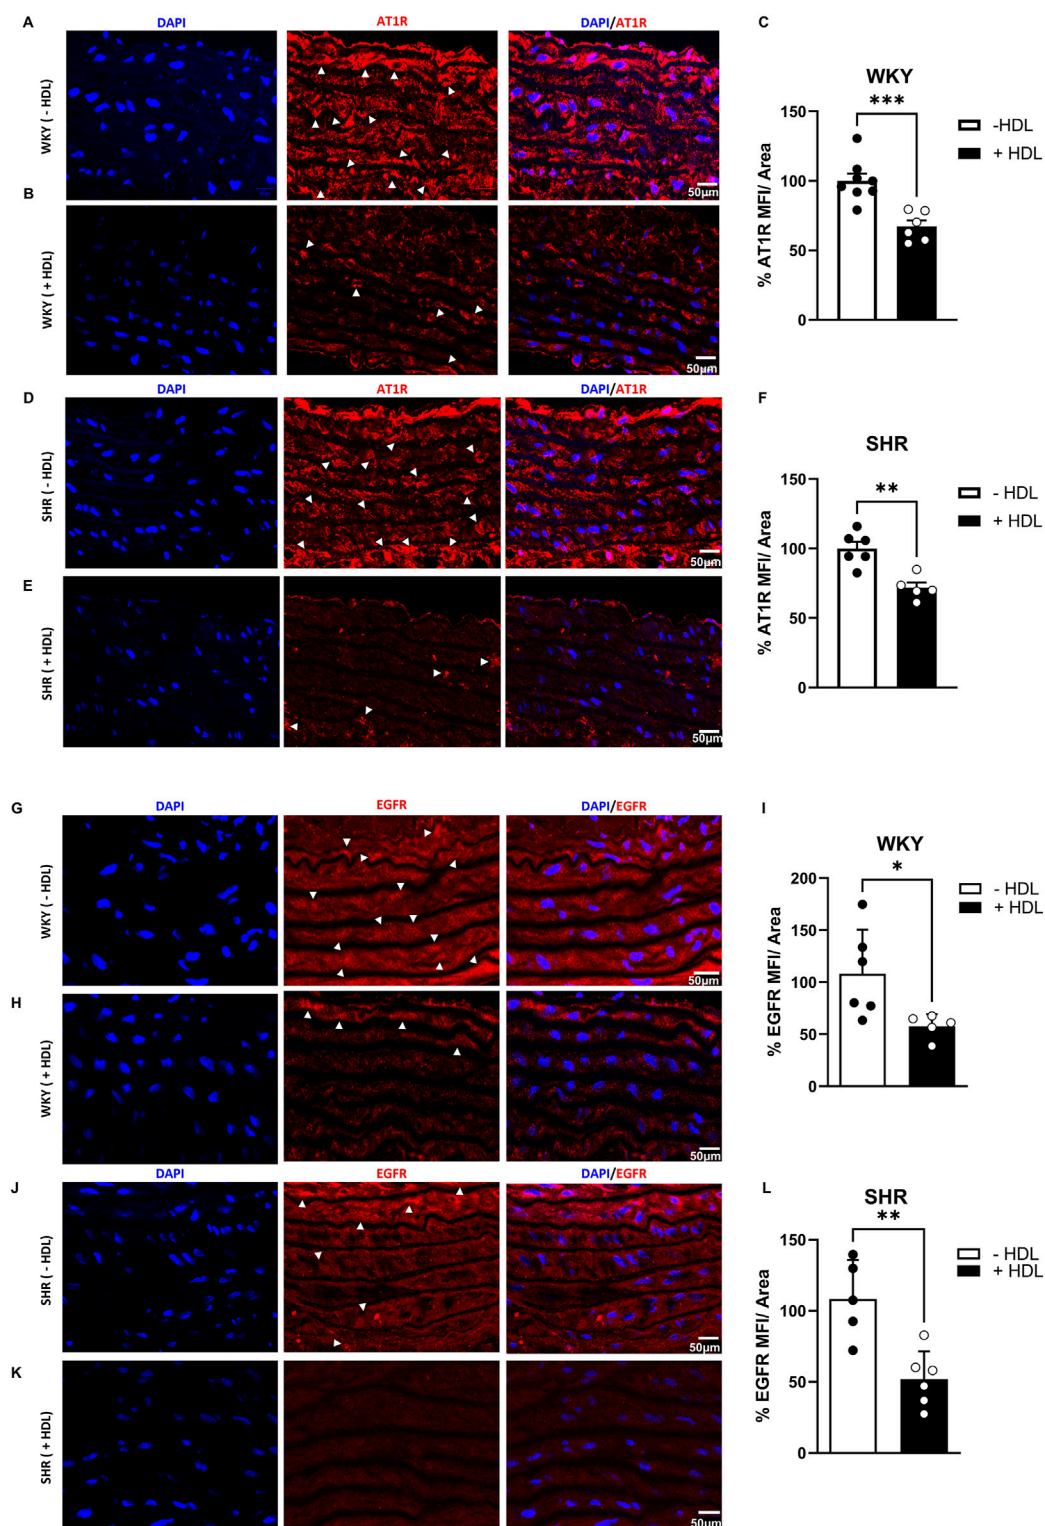 A
DAPI
AT1R
DAPI/AT1R
WKY ( - HDL)
50µm
B
WKY ( + HDL)
50µm
C
WKY
***
% AT1R MFI/ Area
150
100
50
0
-HDL
+ HDL
D
DAPI
AT1R
DAPI/AT1R
SHR ( - HDL)
50µm
E
SHR ( + HDL)
50µm
F
SHR
**
% AT1R MFI/ Area
150
100
50
0
- HDL
+ HDL
G
DAPI
EGFR
DAPI/EGFR
WKY ( - HDL)
50µm
H
WKY ( + HDL)
50µm
I
WKY
*
% EGFR MFI/ Area
200
150
100
50
0
- HDL
+ HDL
J
DAPI
EGFR
DAPI/EGFR
SHR ( - HDL)
50µm
K
SHR ( + HDL)
50µm
L
SHR
**
% EGFR MFI/ Area
150
100
50
0
- HDL
+ HDL